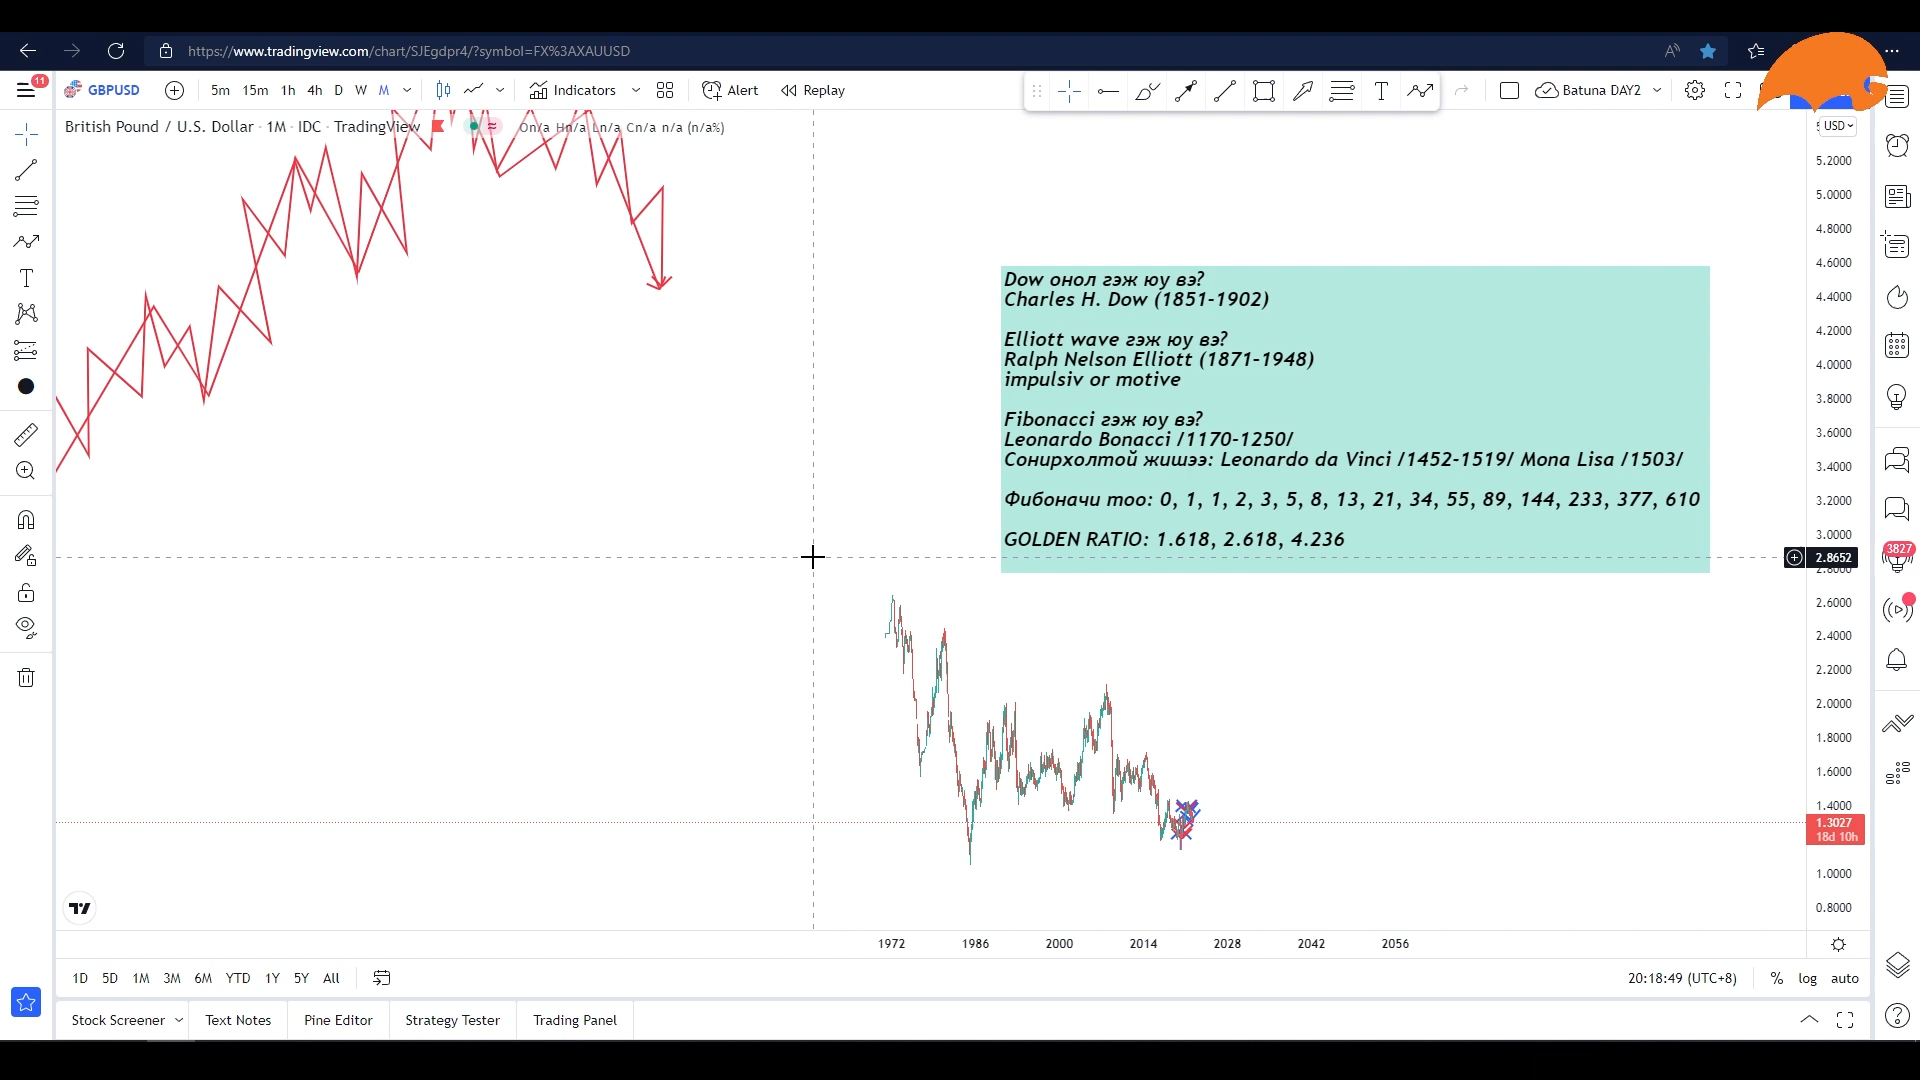 https://www.tradingview.com/chart/SJEgdpr4/?symbol=FX%3AXAUUSD
11
GBPUSD
5m 15m 1h 4h D W M
Indicators
Alert
Replay
Batuna DAY2
British Pound / U.S. Dollar · 1M · IDC · TradingView
On/a Hn/a Ln/a Cn/a n/a (n/a%)
USD
5.2000
5.0000
4.8000
4.6000
4.4000
4.2000
4.0000
3.8000
3.6000
3.4000
3.2000
3.0000
2.8652
2.8000
2.6000
2.4000
2.2000
2.0000
1.8000
1.6000
1.4000
1.3027
18d 10h
1.0000
0.8000
Dow онол гэж юу вэ?
Charles H. Dow (1851-1902)
Elliott wave гэж юу вэ?
Ralph Nelson Elliott (1871-1948)
impulsiv or motive
Fibonacci гэж юу вэ?
Leonardo Bonacci /1170-1250/
Сонирхолтой жишээ: Leonardo da Vinci /1452-1519/ Mona Lisa /1503/
Фибоначи тоо: 0, 1, 1, 2, 3, 5, 8, 13, 21, 34, 55, 89, 144, 233, 377, 610
GOLDEN RATIO: 1.618, 2.618, 4.236
3827
1972 1986 2000 2014 2028 2042 2056
1D 5D 1M 3M 6M YTD 1Y 5Y All
20:18:49 (UTC+8)
% log auto
Stock Screener
Text Notes
Pine Editor
Strategy Tester
Trading Panel